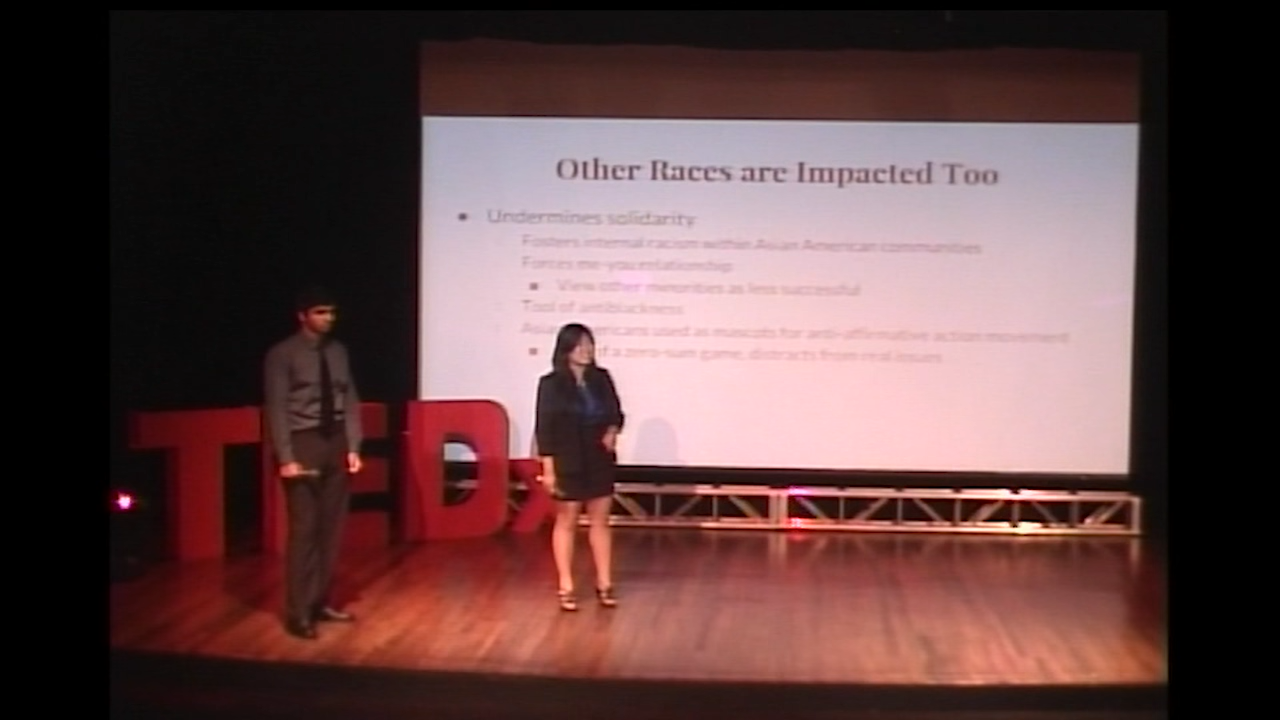 Other Races are Impacted Too
Undermines solidarity
Fosters internal racism within Asian American communities
Forces me-you relationship
View other minorities as less successful
Tool of antiblackness
Asian Americans used as mascots for anti-affirmative action movement
of a zero-sum game, distracts from real issues
TEDx